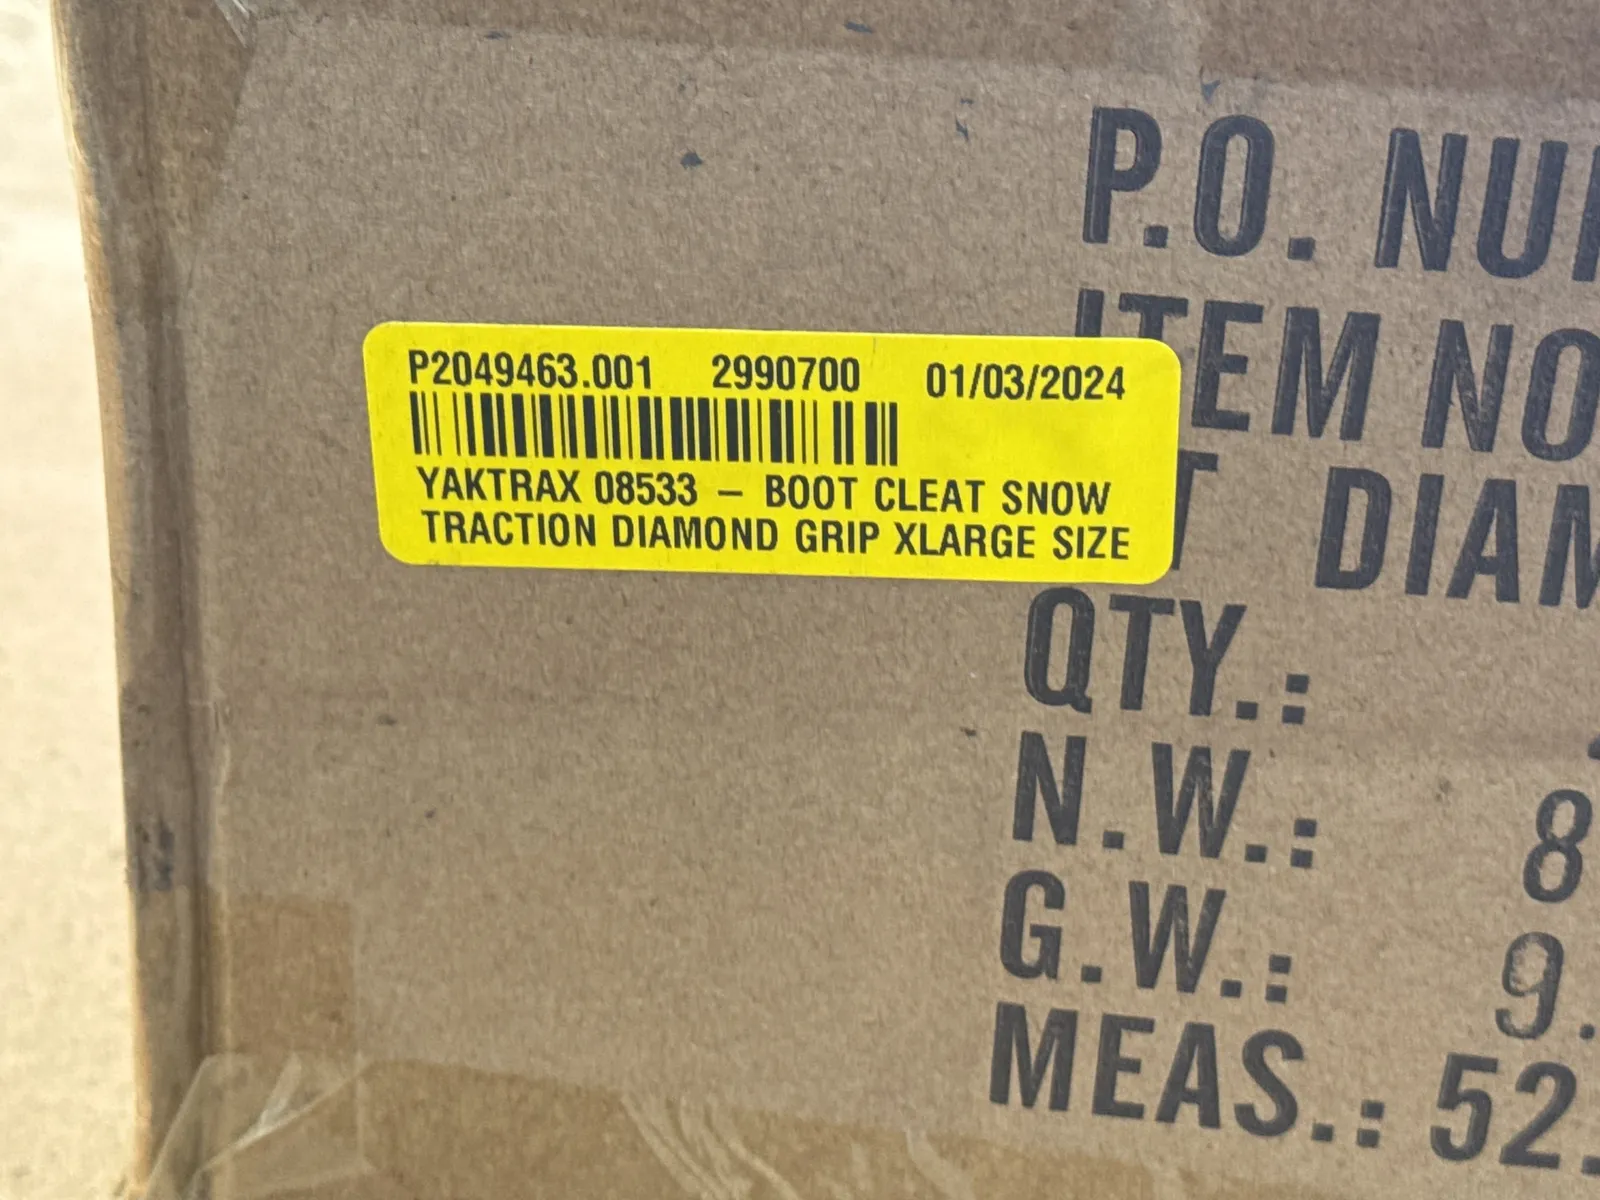 P2049463.001 2990700 01/03/2024
YAKTRAX 08533 – BOOT CLEAT SNOW
TRACTION DIAMOND GRIP XLARGE SIZE
P.O.
ITEM NO
DIAM
QTY.:
N.W.: 8
G.W.: 9.
MEAS.: 52.